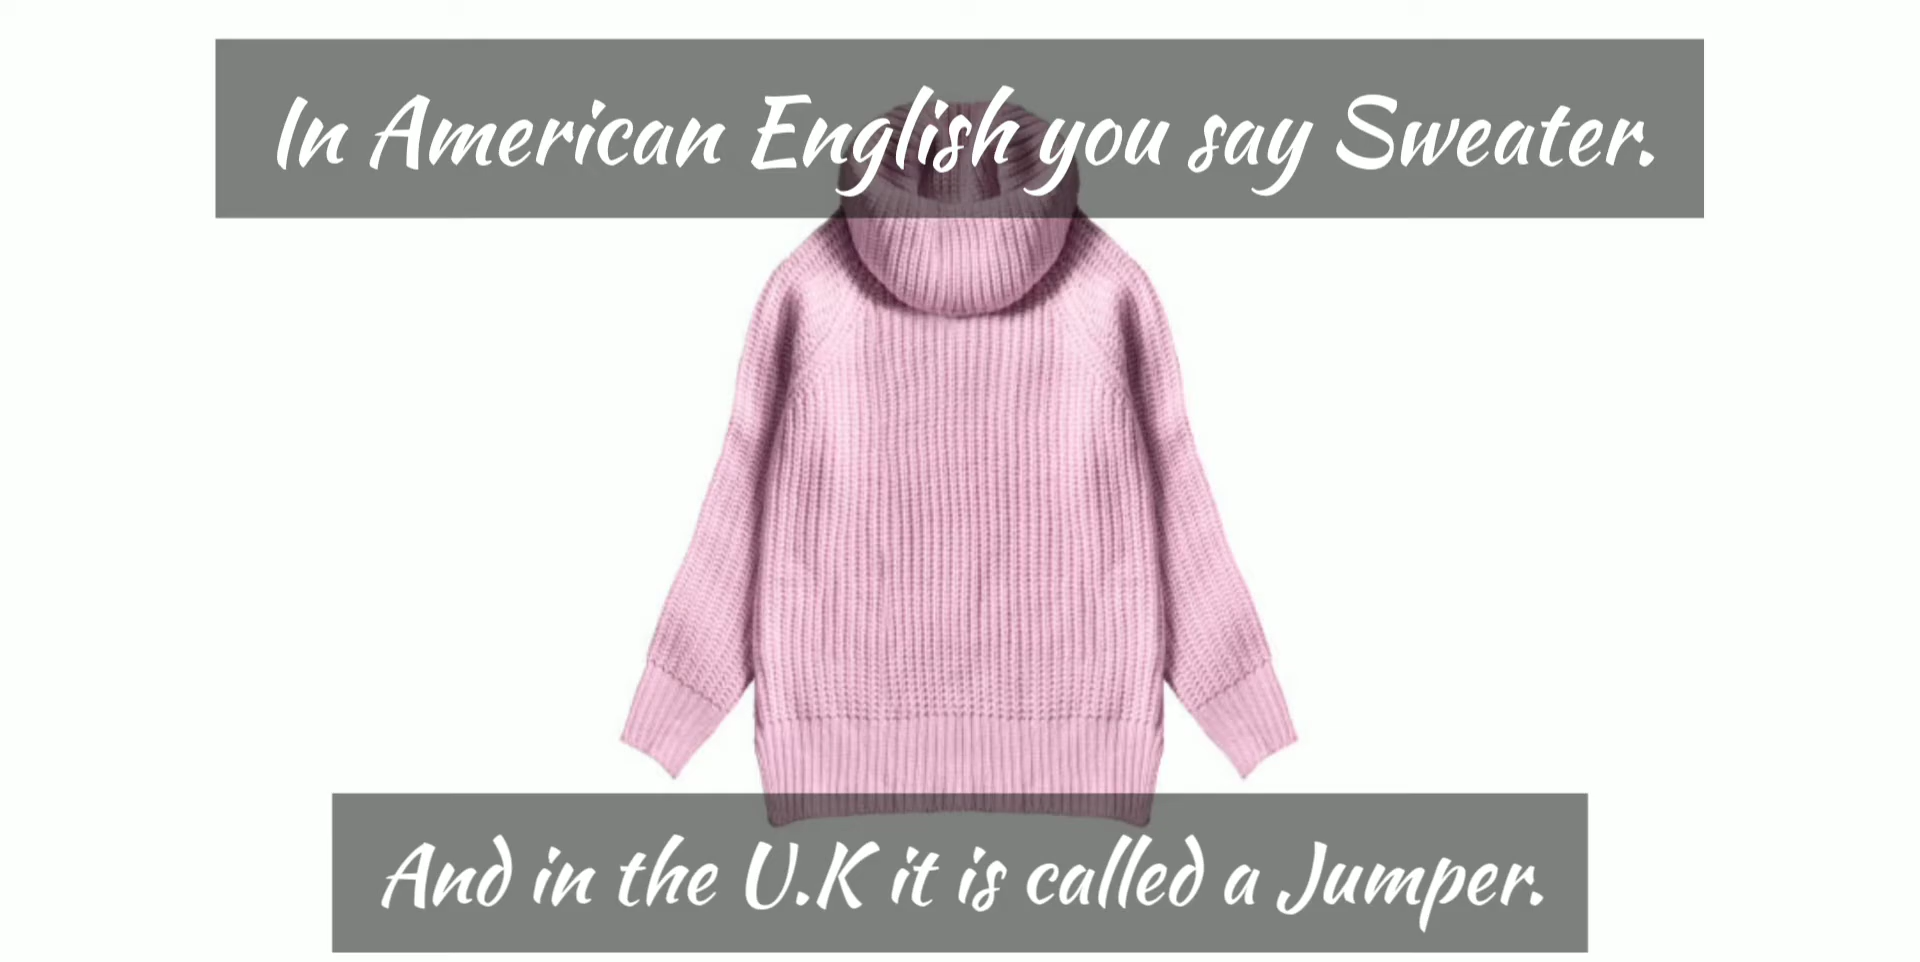 In American English you say Sweater.
And in the U.K it is called a Jumper.